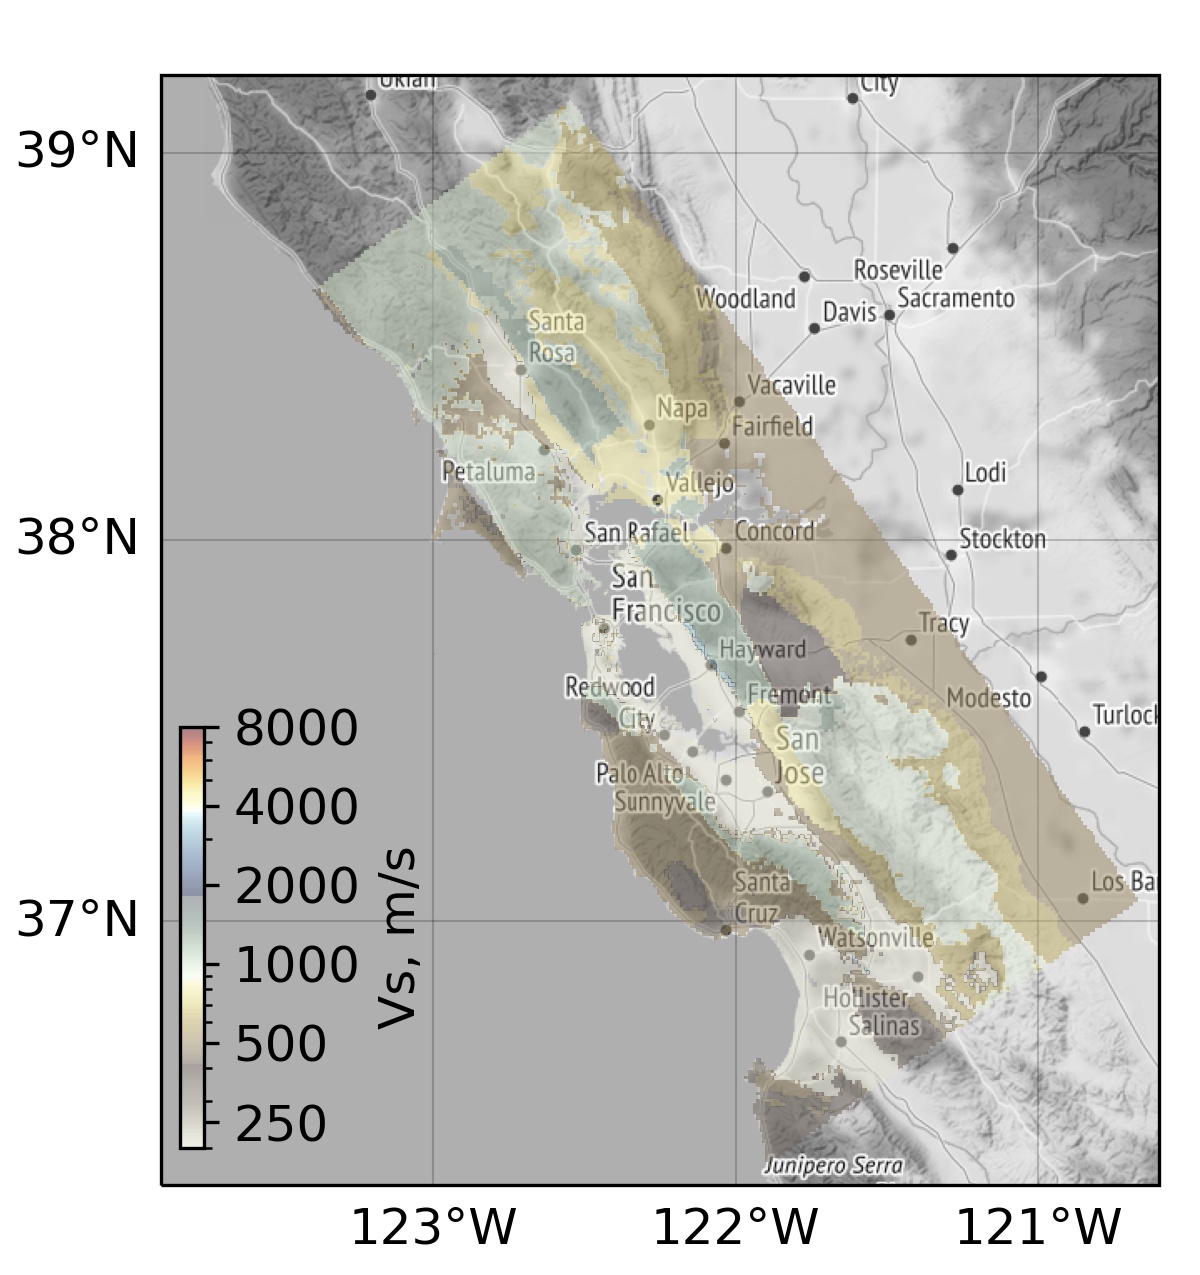 39°N
38°N
37°N
123°W
122°W
121°W
Ukiah
City
Roseville
Woodland
Sacramento
Davis
Santa
Rosa
Vacaville
Napa
Fairfield
Petaluma
Vallejo
Lodi
San Rafael
Concord
Stockton
San
Francisco
Tracy
Hayward
Redwood
City
Fremont
Modesto
Turlock
San
Jose
Palo Alto
Sunnyvale
Santa
Cruz
Los Ba
Watsonville
Hollister
Salinas
Junipero Serra
8000
4000
2000
1000
500
250
Vs, m/s